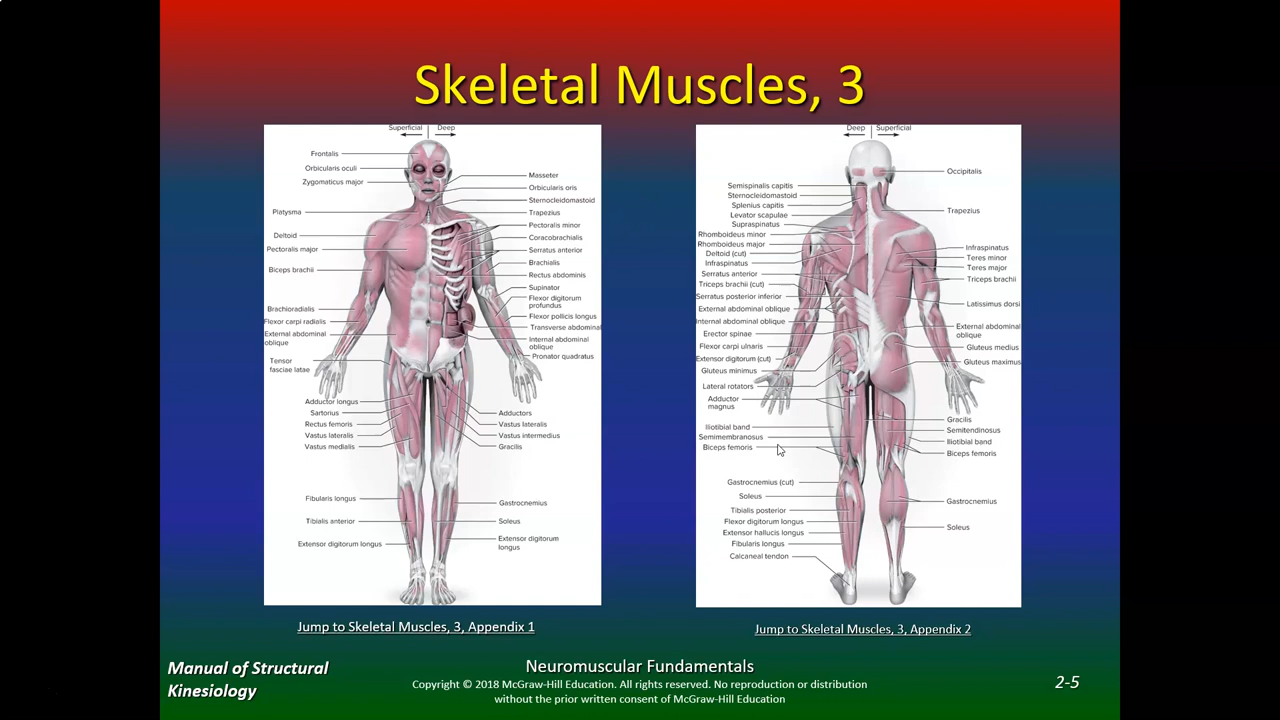 Skeletal Muscles, 3
Superficial
Deep
Frontalis
Orbicularis oculi
Zygomaticus major
Platysma
Deltoid
Pectoralis major
Biceps brachii
Brachioradialis
Flexor carpi radialis
External abdominal
oblique
Tensor
fasciae latae
Adductor longus
Sartorius
Rectus femoris
Vastus lateralis
Vastus medialis
Fibularis longus
Tibialis anterior
Extensor digitorum longus
Masseter
Orbicularis oris
Sternocleidomastoid
Trapezius
Pectoralis minor
Coracobrachialis
Serratus anterior
Brachialis
Rectus abdominis
Supinator
Flexor digitorum
profundus
Flexor pollicis longus
Transverse abdominal
Internal abdominal
oblique
Pronator quadratus
Adductors
Vastus lateralis
Vastus intermedius
Gracilis
Gastrocnemius
Soleus
Extensor digitorum
longus
Jump to Skeletal Muscles, 3, Appendix 1
Deep
Superficial
Semispinalis capitis
Sternocleidomastoid
Splenius capitis
Levator scapulae
Supraspinatus
Rhomboideus minor
Rhomboideus major
Deltoid (cut)
Infraspinatus
Serratus anterior
Triceps brachii (cut)
Serratus posterior inferior
External abdominal oblique
Internal abdominal oblique
Erector spinae
Flexor carpi ulnaris
Extensor digitorum (cut)
Gluteus minimus
Lateral rotators
Adductor
magnus
Iliotibial band
Semimembranosus
Biceps femoris
Gastrocnemius (cut)
Soleus
Tibialis posterior
Flexor digitorum longus
Extensor hallucis longus
Fibularis longus
Calcaneal tendon
Occipitalis
Trapezius
Infraspinatus
Teres minor
Teres major
Triceps brachii
Latissimus dorsi
External abdominal
oblique
Gluteus medius
Gluteus maximus
Gracilis
Semitendinosus
Iliotibial band
Biceps femoris
Gastrocnemius
Soleus
Jump to Skeletal Muscles, 3, Appendix 2
Manual of Structural
Kinesiology
Neuromuscular Fundamentals
Copyright © 2018 McGraw-Hill Education. All rights reserved. No reproduction or distribution
without the prior written consent of McGraw-Hill Education
2-5